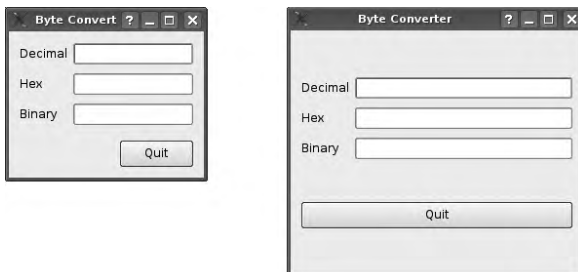 Byte Convert ?
Decimal
Hex
Binary
Quit
Byte Converter ?
Decimal
Hex
Binary
Quit